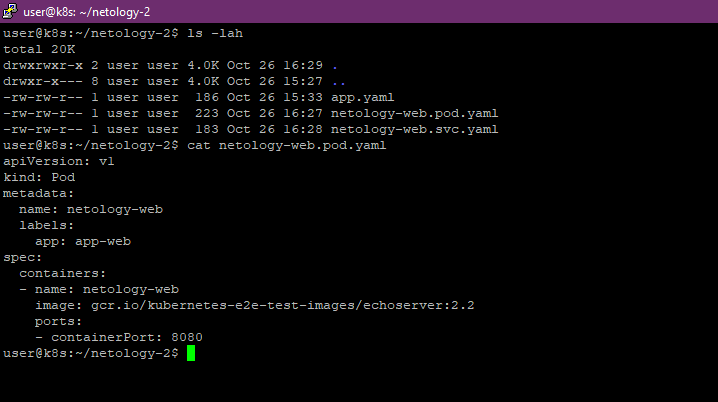 user@k8s: ~/netology-2
user@k8s:~/netology-2$ ls -lah
total 20K
drwxrwxr-x 2 user user 4.0K Oct 26 16:29 .
drwxr-x--- 8 user user 4.0K Oct 26 15:27 ..
-rw-rw-r-- 1 user user  186 Oct 26 15:33 app.yaml
-rw-rw-r-- 1 user user  223 Oct 26 16:27 netology-web.pod.yaml
-rw-rw-r-- 1 user user  183 Oct 26 16:28 netology-web.svc.yaml
user@k8s:~/netology-2$ cat netology-web.pod.yaml
apiVersion: v1
kind: Pod
metadata:
  name: netology-web
  labels:
    app: app-web
spec:
  containers:
  - name: netology-web
    image: gcr.io/kubernetes-e2e-test-images/echoserver:2.2
    ports:
    - containerPort: 8080
user@k8s:~/netology-2$